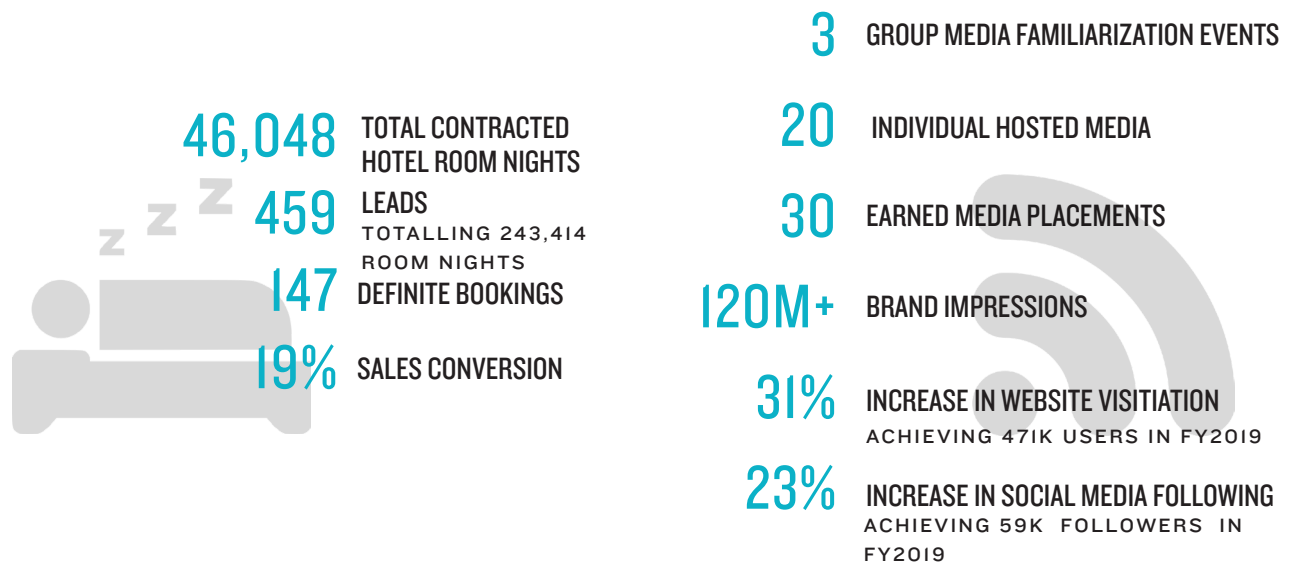 46,048 TOTAL CONTRACTED
HOTEL ROOM NIGHTS
z z z
459 LEADS
TOTALLING 243,414
ROOM NIGHTS
147 DEFINITE BOOKINGS
19% SALES CONVERSION
3 GROUP MEDIA FAMILIARIZATION EVENTS
20 INDIVIDUAL HOSTED MEDIA
30 EARNED MEDIA PLACEMENTS
120M+ BRAND IMPRESSIONS
31% INCREASE IN WEBSITE VISITIATION
ACHIEVING 471K USERS IN FY2019
23% INCREASE IN SOCIAL MEDIA FOLLOWING
ACHIEVING 59K FOLLOWERS IN
FY2019